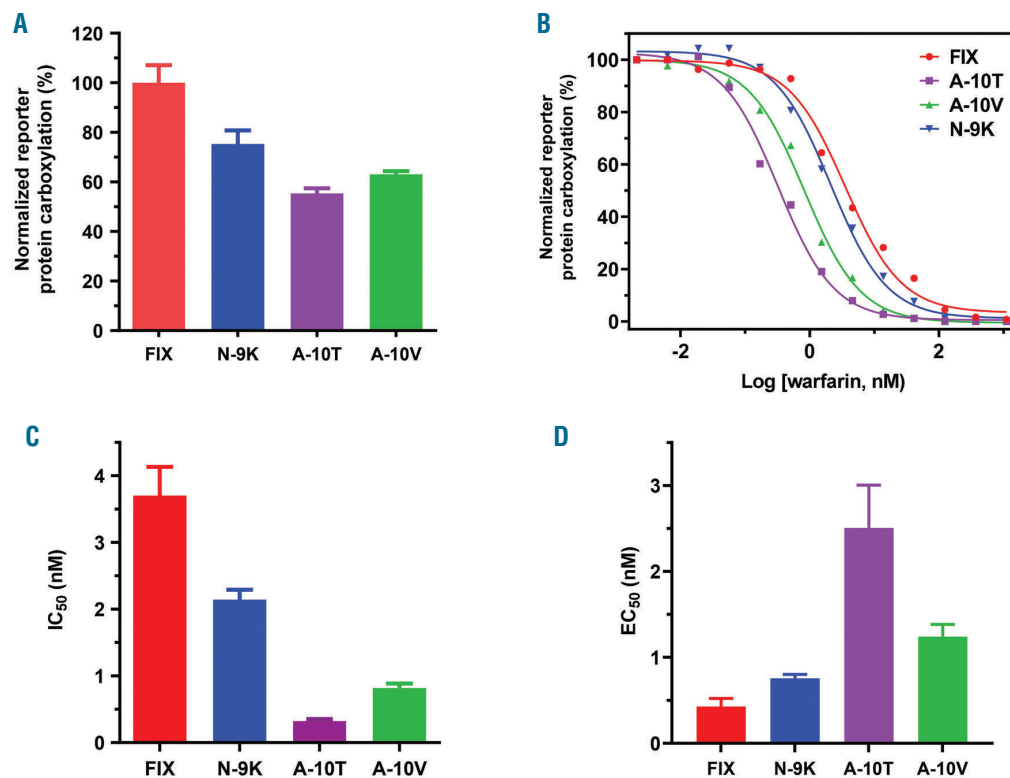 A
Normalized reporter
protein carboxylation (%)
120
100
80
60
40
20
0
FIX N-9K A-10T A-10V
B
Normalized reporter
protein carboxylation (%)
100
80
60
40
20
0
-2 0 2
Log [warfarin, nM)
FIX
A-10T
A-10V
N-9K
C
IC50 (nM)
4
3
2
1
0
FIX N-9K A-10T A-10V
D
EC50 (nM)
3
2
1
0
FIX N-9K A-10T A-10V